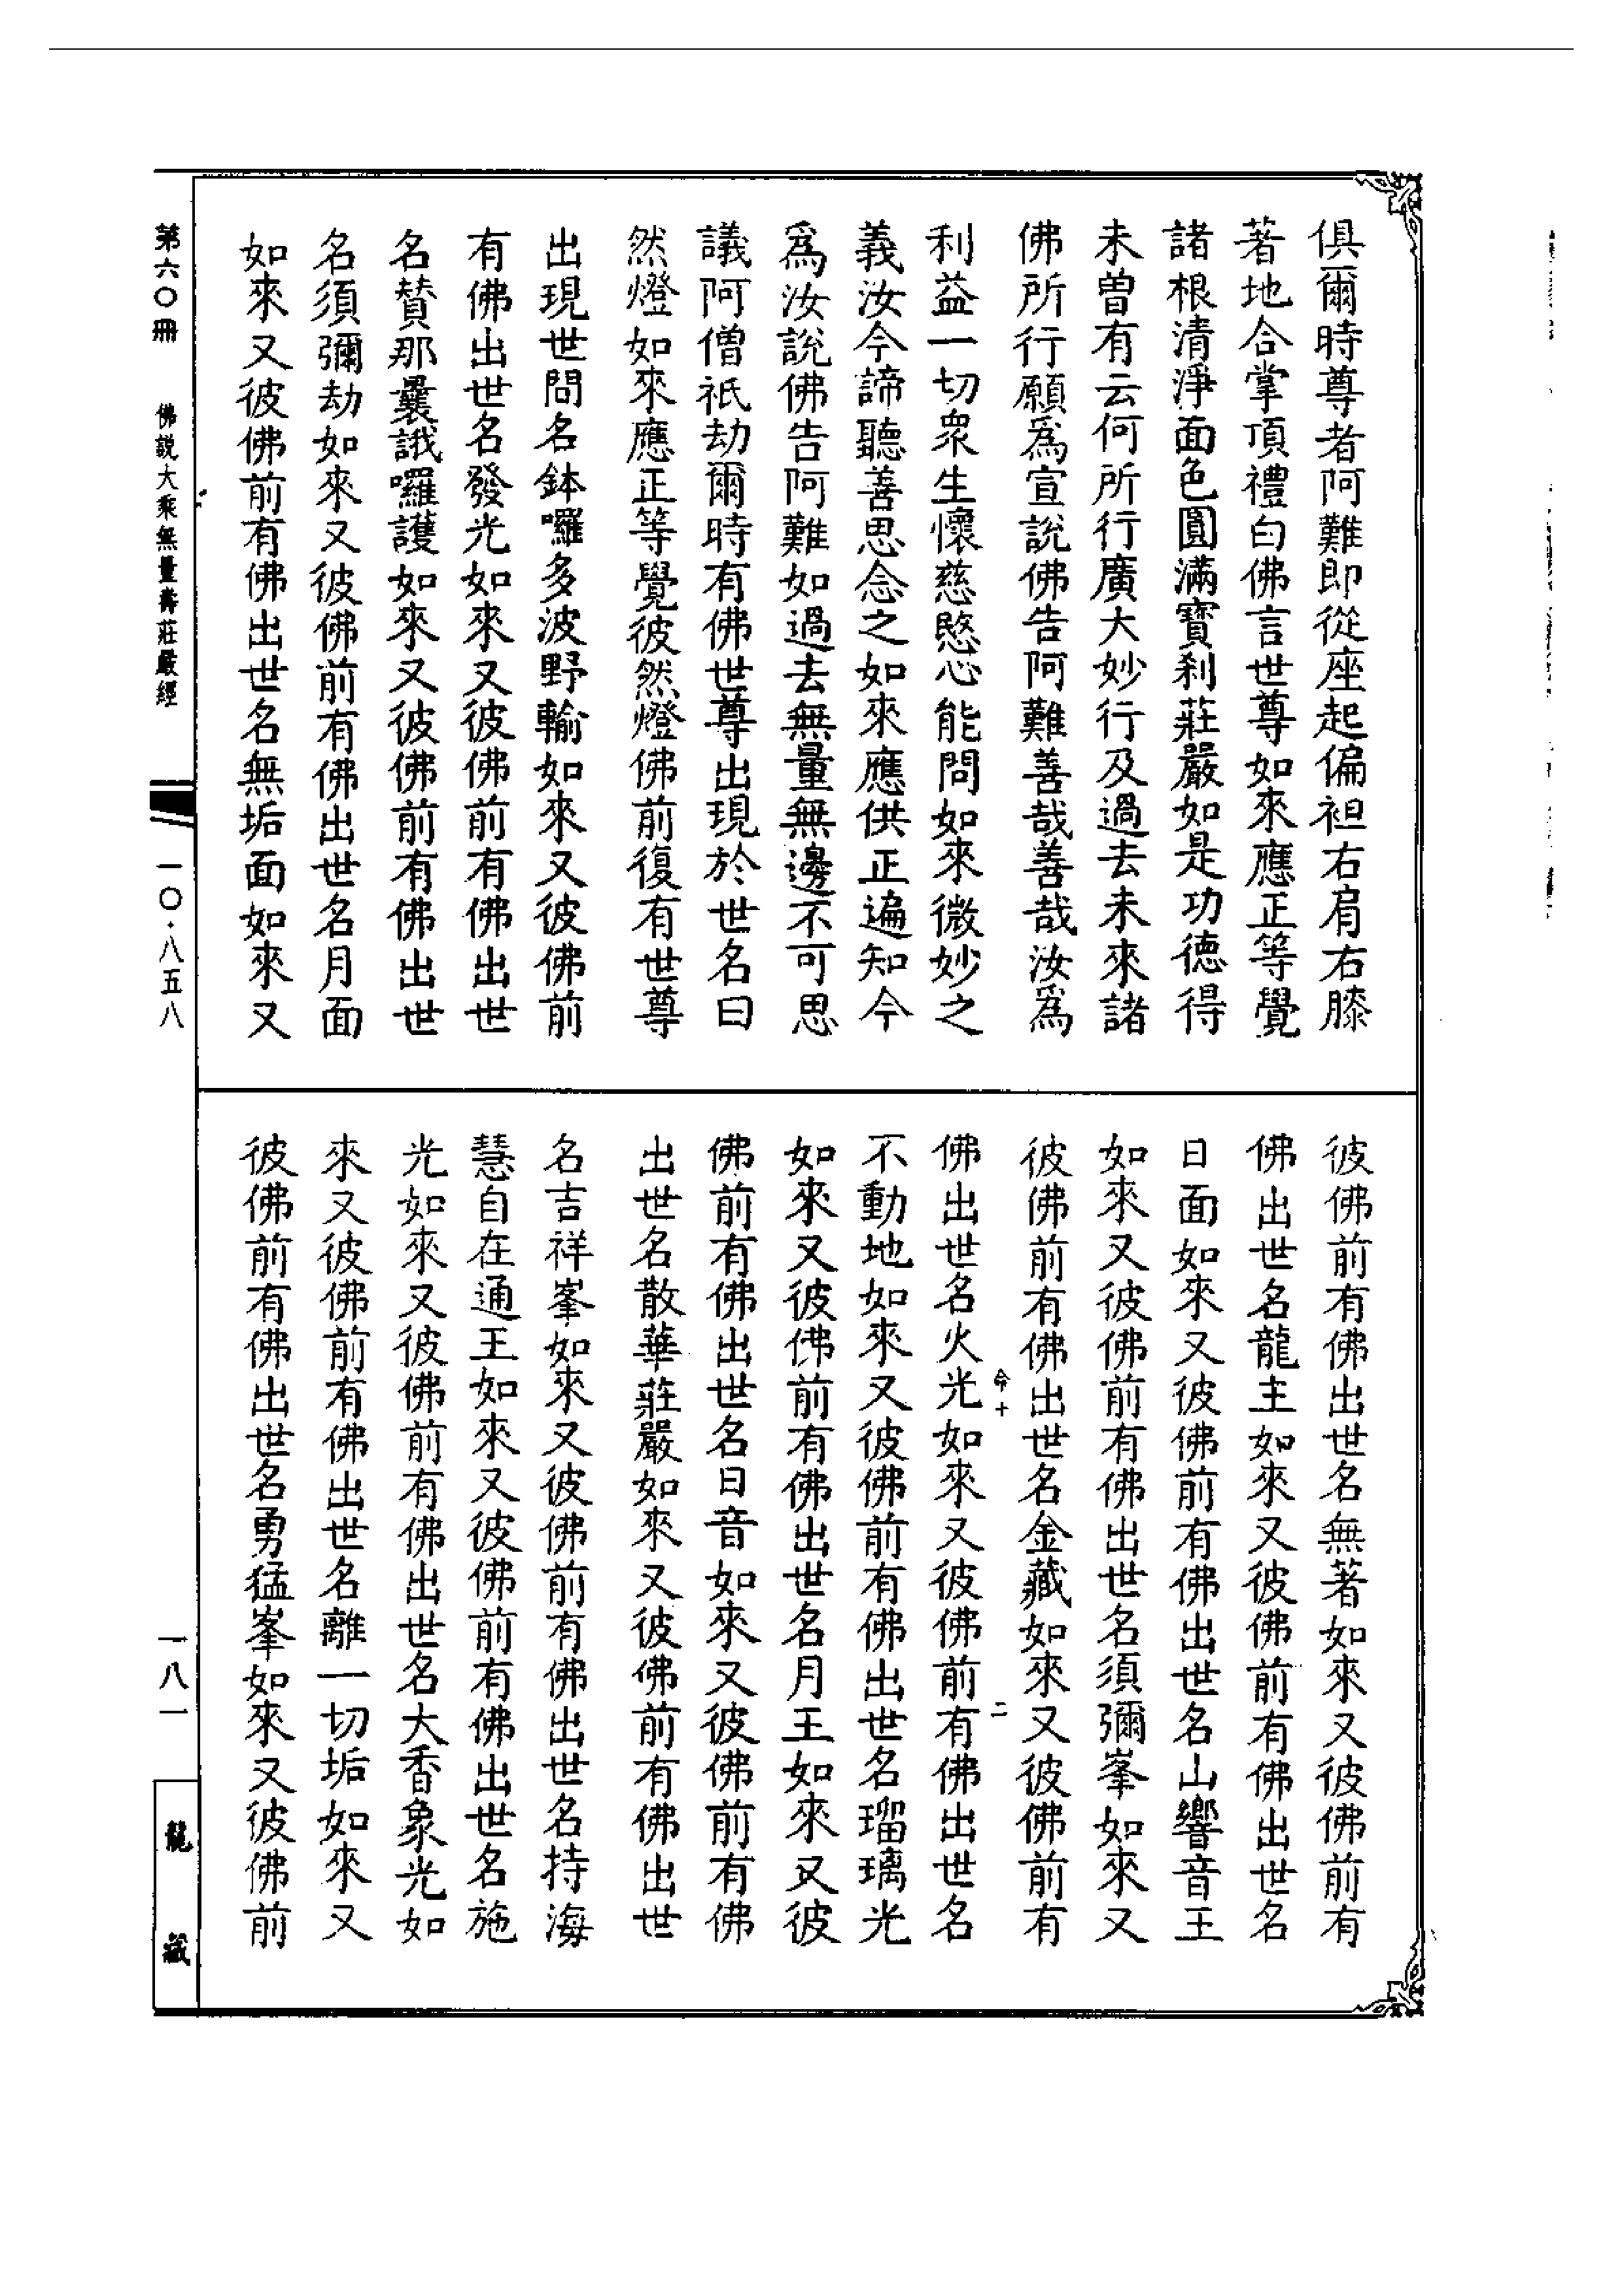 俱爾時尊者阿難即從座起偏袒右肩右膝
著地合掌頂禮白佛言世尊如來應正等覺
諸根清淨面色圓滿寶刹莊嚴如是功德得
未曾有云何所行廣大妙行及過去未來諸
佛所行願爲宣說佛告阿難善哉善哉汝爲
利益一切眾生懷慈愍心能問如來微妙之
義汝今諦聽善思念之如來應供正遍知今
爲汝說佛告阿難如過去無量無邊不可思
議阿僧祇劫爾時有佛世尊出現於世名曰
然燈如來應正等覺彼然燈佛前復有世尊
出現世間名鉢囉多波野輸如來又彼佛前
有佛出世名發光如來又彼佛前有佛出世
名賛那曩誐囉護如來又彼佛前有佛出世
名須彌劫如來又彼佛前有佛出世名月面
如來又彼佛前有佛出世名無垢面如來又
彼佛前有佛出世名無著如來又彼佛前有
佛出世名龍主如來又彼佛前有佛出世名
日面如來又彼佛前有佛出世名山響音王
如來又彼佛前有佛出世名須彌峯如來又
彼佛前有佛出世名金藏如來又彼佛前有
命十 二
佛出世名火光如來又彼佛前有佛出世名
不動地如來又彼佛前有佛出世名瑠璃光
如來又彼佛前有佛出世名月王如來又彼
佛前有佛出世名日音如來又彼佛前有佛
出世名散華莊嚴如來又彼佛前有佛出世
名吉祥峯如來又彼佛前有佛出世名持海
慧自在通王如來又彼佛前有佛出世名施
光如來又彼佛前有佛出世名大香象光如
來又彼佛前有佛出世名離一切垢如來又
彼佛前有佛出世名勇猛峯如來又彼佛前
第六〇冊 佛説大乘無量壽莊嚴經 一〇·八五八 一八一 龍藏